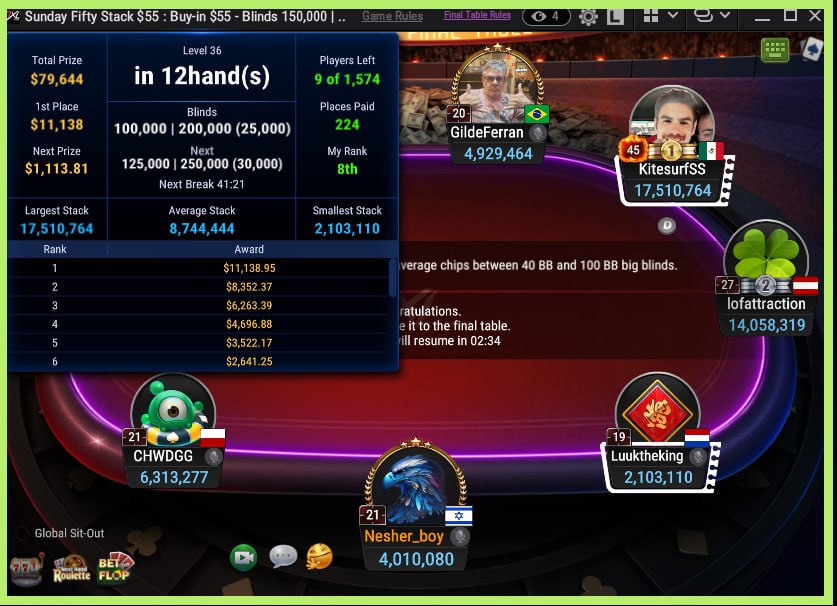 Sunday Fifty Stack $55 : Buy-in $55 - Blinds 150,000 | ..
Game Rules
Final Table Rules
4
L
Total Prize
$79,644
Level 36
in 12hand(s)
Players Left
9 of 1,574
1st Place
$11,138
Blinds
100,000 | 200,000 (25,000)
Places Paid
224
Next Prize
$1,113.81
Next
125,000 | 250,000 (30,000)
Next Break 41:21
My Rank
8th
Largest Stack
17,510,764
Average Stack
8,744,444
Smallest Stack
2,103,110
Rank Award
1 $11,138.95
2 $8,352.37
3 $6,263.39
4 $4,696.88
5 $3,522.17
6 $2,641.25
20
GildeFerran
4,929,464
45
1
KitesurfSS
17,510,764
D
average chips between 40 BB and 100 BB big blinds.
27
2
lofattraction
14,058,319
ratulations.
e it to the final table.
ill resume in 02:34
21
CHWDGG
6,313,277
19
Luuktheking
2,103,110
21
Nesher_boy
4,010,080
Global Sit-Out
777
Next Hand
Roulette
BET
FLOP